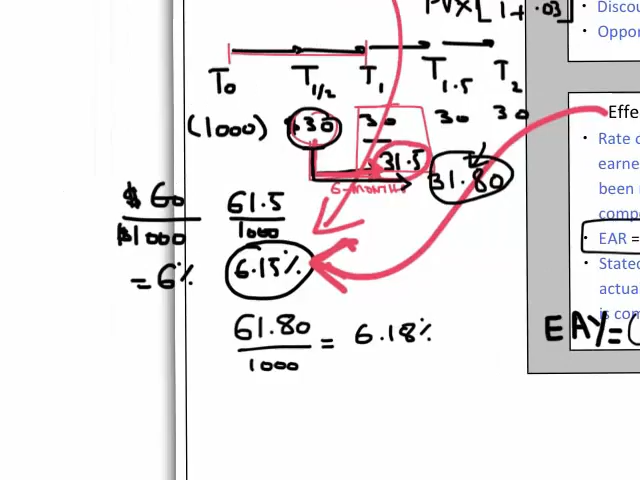 PVX[1+.03]
T0 T1/2 T1 T1.5 T2
(1000) +30 30 30 30
31.5 31.80
6-MONTHS
$60 / $1000 = 6%
61.5 / 1000
6.15%
61.80 / 1000 = 6.18%
Discou
Oppor
Effe
Rate o
earne
been r
compo
EAR =
State
actua
is com
EAY=(